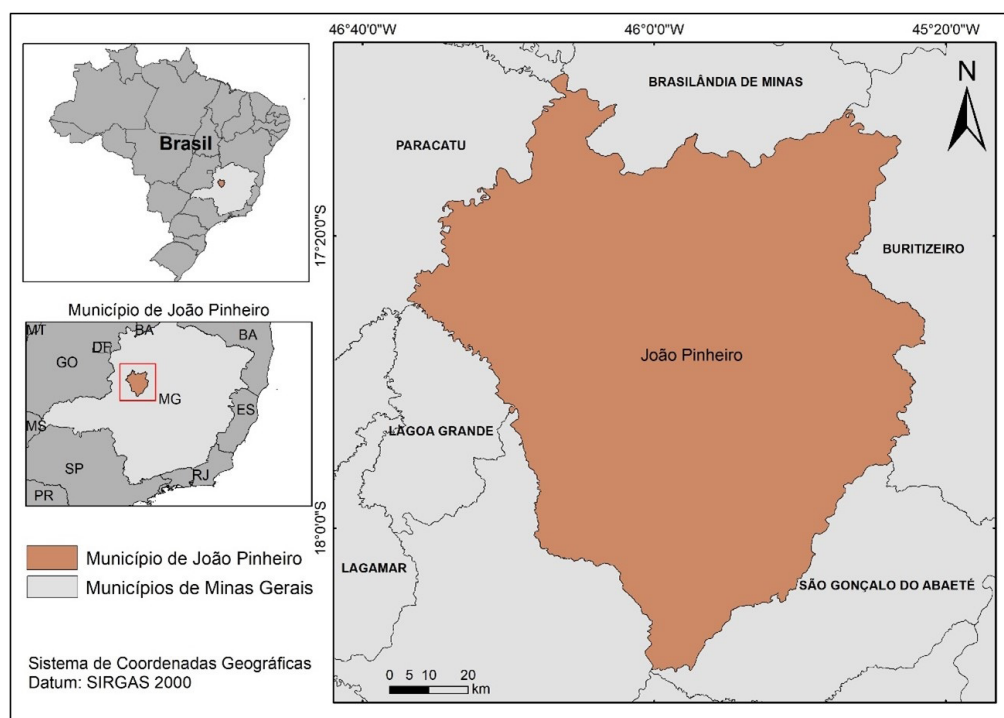 Brasil
Município de João Pinheiro
MT
DF
BA
BA
GO
MG
ES
MS
SP
RJ
PR
Município de João Pinheiro
Municípios de Minas Gerais
Sistema de Coordenadas Geográficas
Datum: SIRGAS 2000
46°40'0"W
46°0'0"W
45°20'0"W
17°20'0"S
18°0'0"S
N
BRASILÂNDIA DE MINAS
PARACATU
BURITIZEIRO
João Pinheiro
LAGOA GRANDE
LAGAMAR
SÃO GONÇALO DO ABAETÉ
0 5 10 20
km